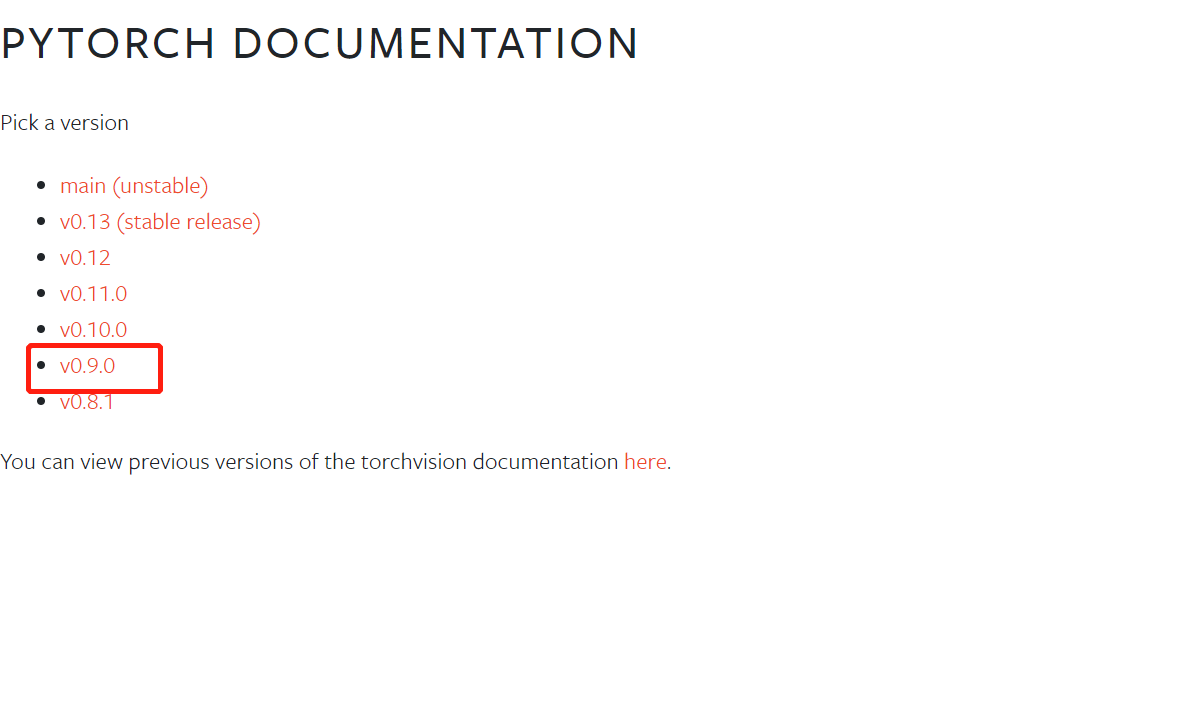 PYTORCH DOCUMENTATION
Pick a version
main (unstable)
v0.13 (stable release)
v0.12
v0.11.0
v0.10.0
v0.9.0
v0.8.1
You can view previous versions of the torchvision documentation here.